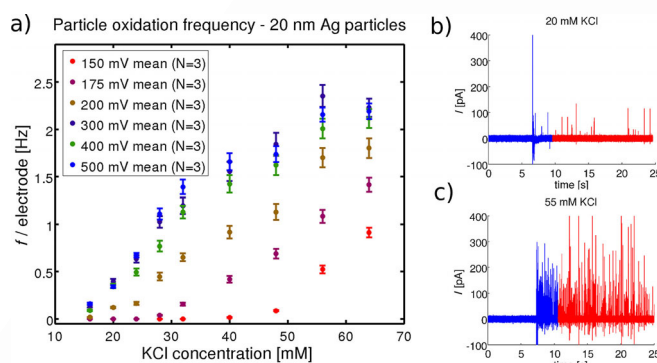 a)
Particle oxidation frequency - 20 nm Ag particles
150 mV mean (N=3)
175 mV mean (N=3)
200 mV mean (N=3)
300 mV mean (N=3)
400 mV mean (N=3)
500 mV mean (N=3)
f / electrode [Hz]
2.5
2
1.5
1
0.5
0
10 20 30 40 50 60 70
KCl concentration [mM]
b)
20 mM KCl
I [pA]
400
300
200
100
0
-100
0 5 10 15 20 25
time [s]
c)
55 mM KCl
I [pA]
400
300
200
100
0
-100
0 5 10 15 20 25
time [s]